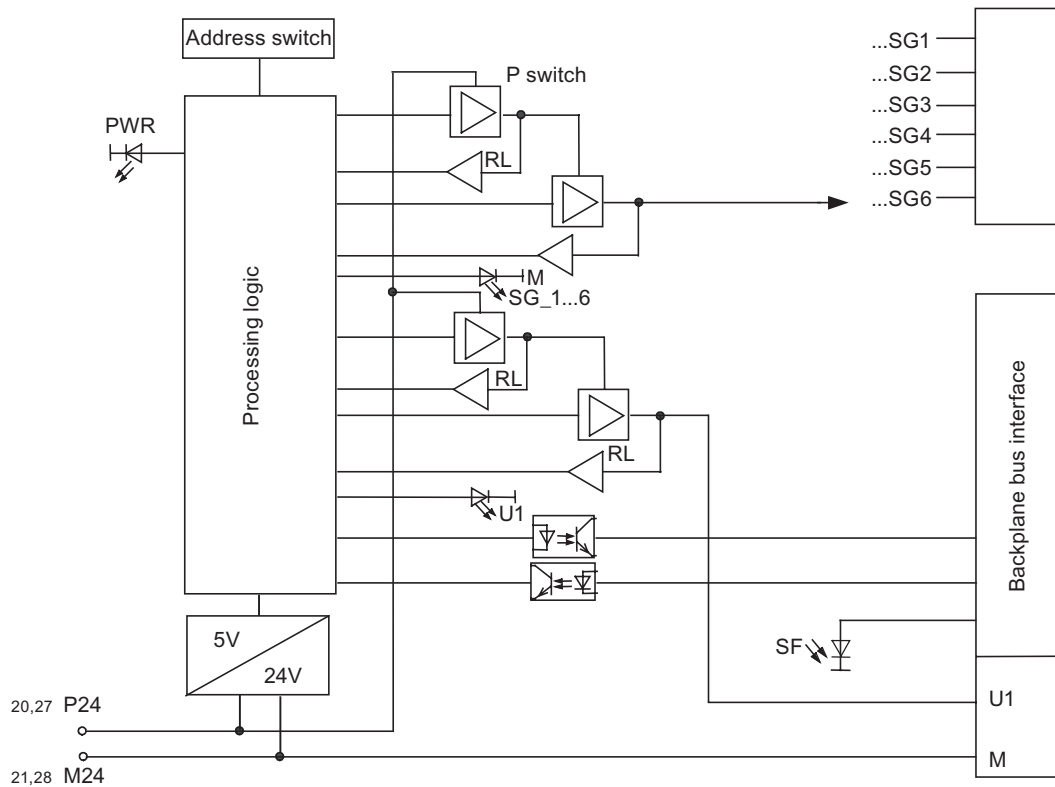 Address switch
P switch
...SG1
...SG2
...SG3
...SG4
...SG5
...SG6
PWR
RL
M
SG_1...6
Processing logic
RL
RL
U1
Backplane bus interface
5V
24V
SF
20,27 P24
U1
21,28 M24
M